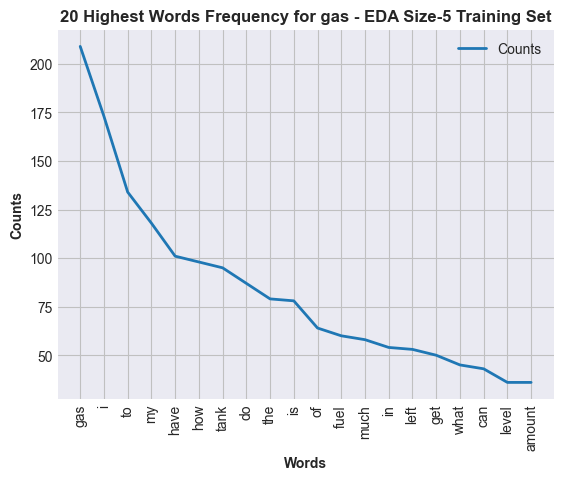 20 Highest Words Frequency for gas - EDA Size-5 Training Set
Counts
200
175
150
125
100
75
50
Counts
gas
i
to
my
have
how
tank
do
the
is
of
fuel
much
in
left
get
what
can
level
amount
Words